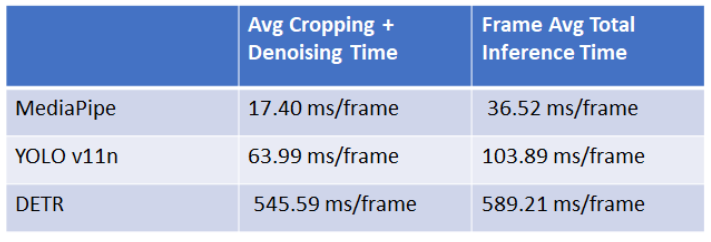 Avg Cropping +
Denoising Time
Frame Avg Total
Inference Time
MediaPipe 17.40 ms/frame 36.52 ms/frame
YOLO v11n 63.99 ms/frame 103.89 ms/frame
DETR 545.59 ms/frame 589.21 ms/frame